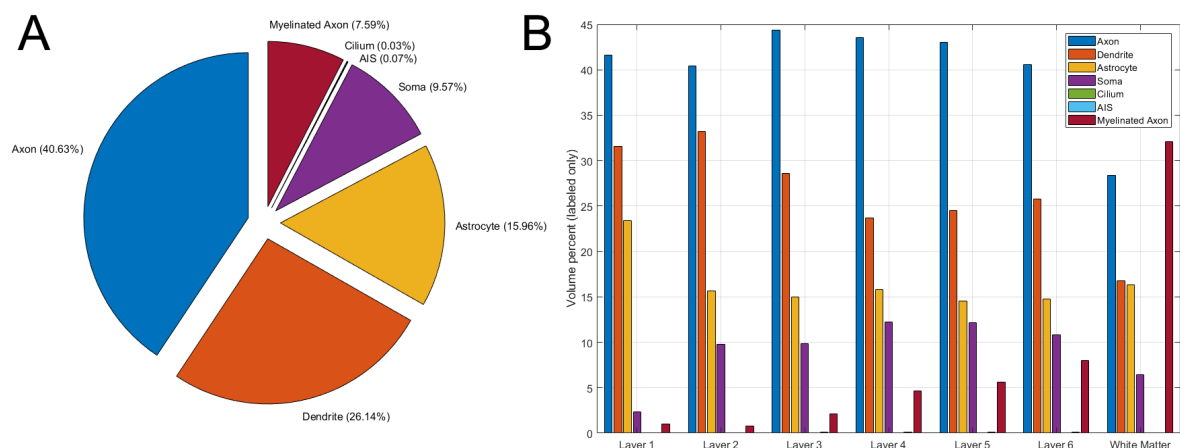 A
Myelinated Axon (7.59%)
Cilium (0.03%)
AIS (0.07%)
Soma (9.57%)
Axon (40.63%)
Astrocyte (15.96%)
Dendrite (26.14%)
B
Volume percent (labeled only)
45
40
35
30
25
20
15
10
5
0
Axon
Dendrite
Astrocyte
Soma
Cilium
AIS
Myelinated Axon
Layer 1 Layer 2 Layer 3 Layer 4 Layer 5 Layer 6 White Matter